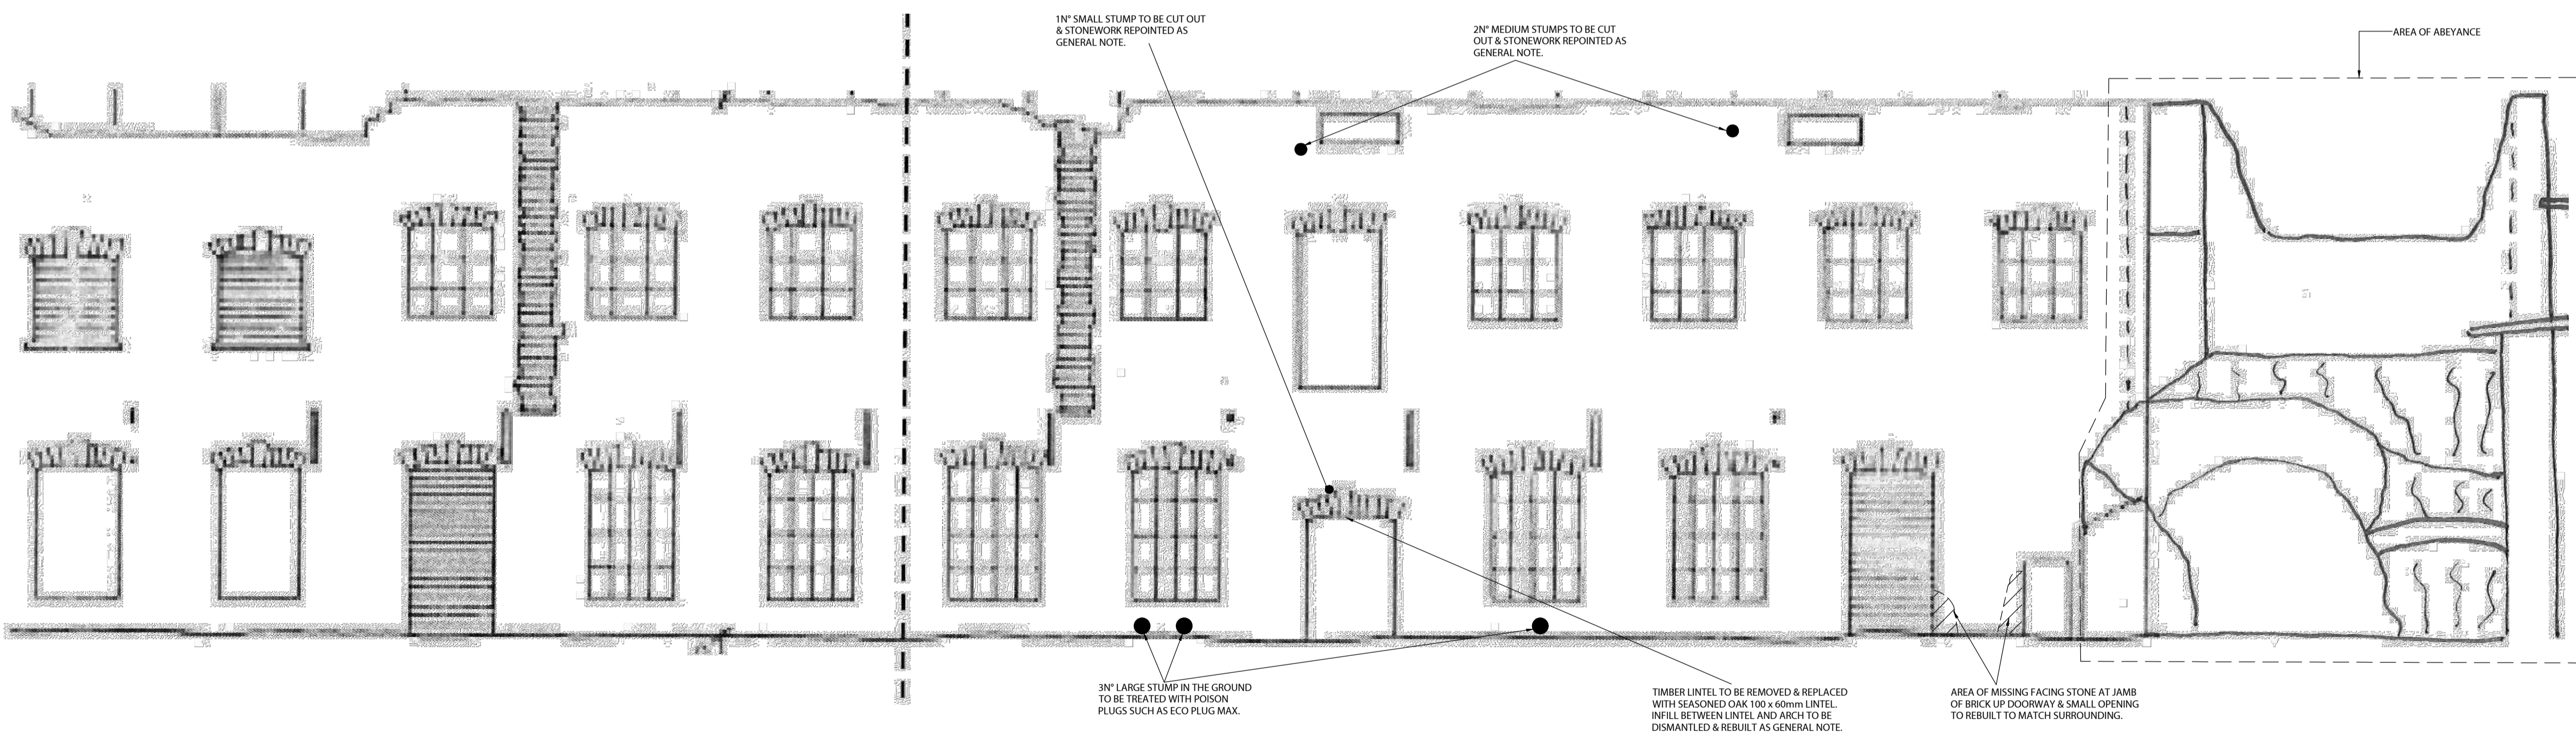 1N° SMALL STUMP TO BE CUT OUT
& STONEWORK REPOINTED AS
GENERAL NOTE.
2N° MEDIUM STUMPS TO BE CUT
OUT & STONEWORK REPOINTED AS
GENERAL NOTE.
AREA OF ABEYANCE
3N° LARGE STUMP IN THE GROUND
TO BE TREATED WITH POISON
PLUGS SUCH AS ECO PLUG MAX.
TIMBER LINTEL TO BE REMOVED & REPLACED
WITH SEASONED OAK 100 x 60mm LINTEL.
INFILL BETWEEN LINTEL AND ARCH TO BE
DISMANTLED & REBUILT AS GENERAL NOTE.
AREA OF MISSING FACING STONE AT JAMB
OF BRICK UP DOORWAY & SMALL OPENING
TO REBUILT TO MATCH SURROUNDING.